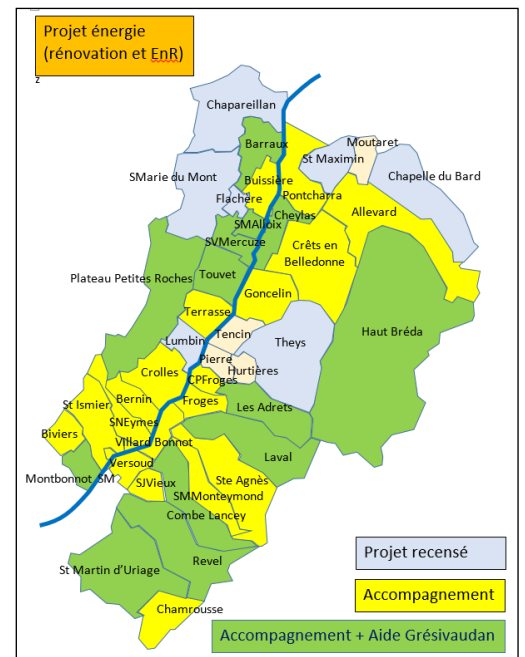 Projet énergie
(rénovation et EnR)
z
Chapareillan
Barraux
Moutaret
St Maximin
SMarie du Mont
Buissière
Chapelle du Bard
Flachère
Pontcharra
Allevard
Cheylas
SMAlloix
SVMercuze
Crêts en
Belledonne
Plateau Petites Roches
Touvet
Goncelin
Terrasse
Haut Bréda
Tencin
Lumbin
Theys
Pierre
Hurtières
Crolles
CPFroges
Bernin
Froges
St Ismier
Les Adrets
SNEymes
Biviers
Villard Bonnot
Laval
Versoud
Montbonnot SM
Ste Agnès
SJVieux
SMMonteymond
Combe Lancey
Revel
St Martin d'Uriage
Chamrousse
Projet recensé
Accompagnement
Accompagnement + Aide Grésivaudan